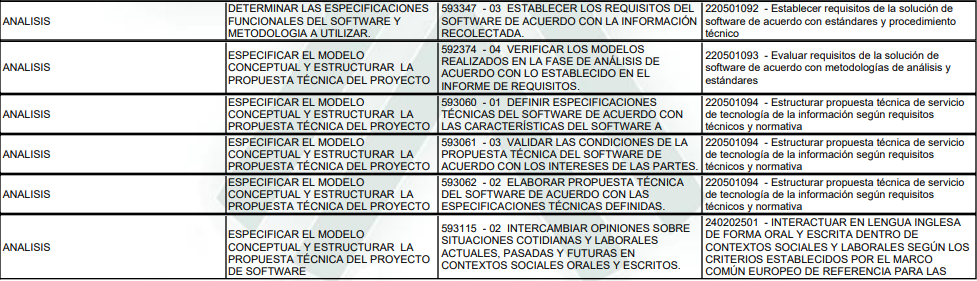 ANALISIS
DETERMINAR LAS ESPECIFICACIONES
FUNCIONALES DEL SOFTWARE Y
METODOLOGIA A UTILIZAR.
593347 - 03 ESTABLECER LOS REQUISITOS DEL
SOFTWARE DE ACUERDO CON LA INFORMACIÓN
RECOLECTADA.
220501092 - Establecer requisitos de la solución de
software de acuerdo con estándares y procedimiento
técnico
ANALISIS
ESPECIFICAR EL MODELO
CONCEPTUAL Y ESTRUCTURAR LA
PROPUESTA TÉCNICA DEL PROYECTO
592374 - 04 VERIFICAR LOS MODELOS
REALIZADOS EN LA FASE DE ANÁLISIS DE
ACUERDO CON LO ESTABLECIDO EN EL
INFORME DE REQUISITOS.
220501093 - Evaluar requisitos de la solución de
software de acuerdo con metodologías de análisis y
estándares
ANALISIS
ESPECIFICAR EL MODELO
CONCEPTUAL Y ESTRUCTURAR LA
PROPUESTA TÉCNICA DEL PROYECTO
593060 - 01 DEFINIR ESPECIFICACIONES
TÉCNICAS DEL SOFTWARE DE ACUERDO CON
LAS CARACTERÍSTICAS DEL SOFTWARE A
220501094 - Estructurar propuesta técnica de servicio
de tecnología de la información según requisitos
técnicos y normativa
ANALISIS
ESPECIFICAR EL MODELO
CONCEPTUAL Y ESTRUCTURAR LA
PROPUESTA TÉCNICA DEL PROYECTO
593061 - 03 VALIDAR LAS CONDICIONES DE LA
PROPUESTA TÉCNICA DEL SOFTWARE DE
ACUERDO CON LOS INTERESES DE LAS PARTES.
220501094 - Estructurar propuesta técnica de servicio
de tecnología de la información según requisitos
técnicos y normativa
ANALISIS
ESPECIFICAR EL MODELO
CONCEPTUAL Y ESTRUCTURAR LA
PROPUESTA TÉCNICA DEL PROYECTO
593062 - 02 ELABORAR PROPUESTA TÉCNICA
DEL SOFTWARE DE ACUERDO CON LAS
ESPECIFICACIONES TÉCNICAS DEFINIDAS.
220501094 - Estructurar propuesta técnica de servicio
de tecnología de la información según requisitos
técnicos y normativa
ANALISIS
ESPECIFICAR EL MODELO
CONCEPTUAL Y ESTRUCTURAR LA
PROPUESTA TÉCNICA DEL PROYECTO
DE SOFTWARE
593115 - 02 INTERCAMBIAR OPINIONES SOBRE
SITUACIONES COTIDIANAS Y LABORALES
ACTUALES, PASADAS Y FUTURAS EN
CONTEXTOS SOCIALES ORALES Y ESCRITOS.
240202501 - INTERACTUAR EN LENGUA INGLESA
DE FORMA ORAL Y ESCRITA DENTRO DE
CONTEXTOS SOCIALES Y LABORALES SEGÚN LOS
CRITERIOS ESTABLECIDOS POR EL MARCO
COMÚN EUROPEO DE REFERENCIA PARA LAS